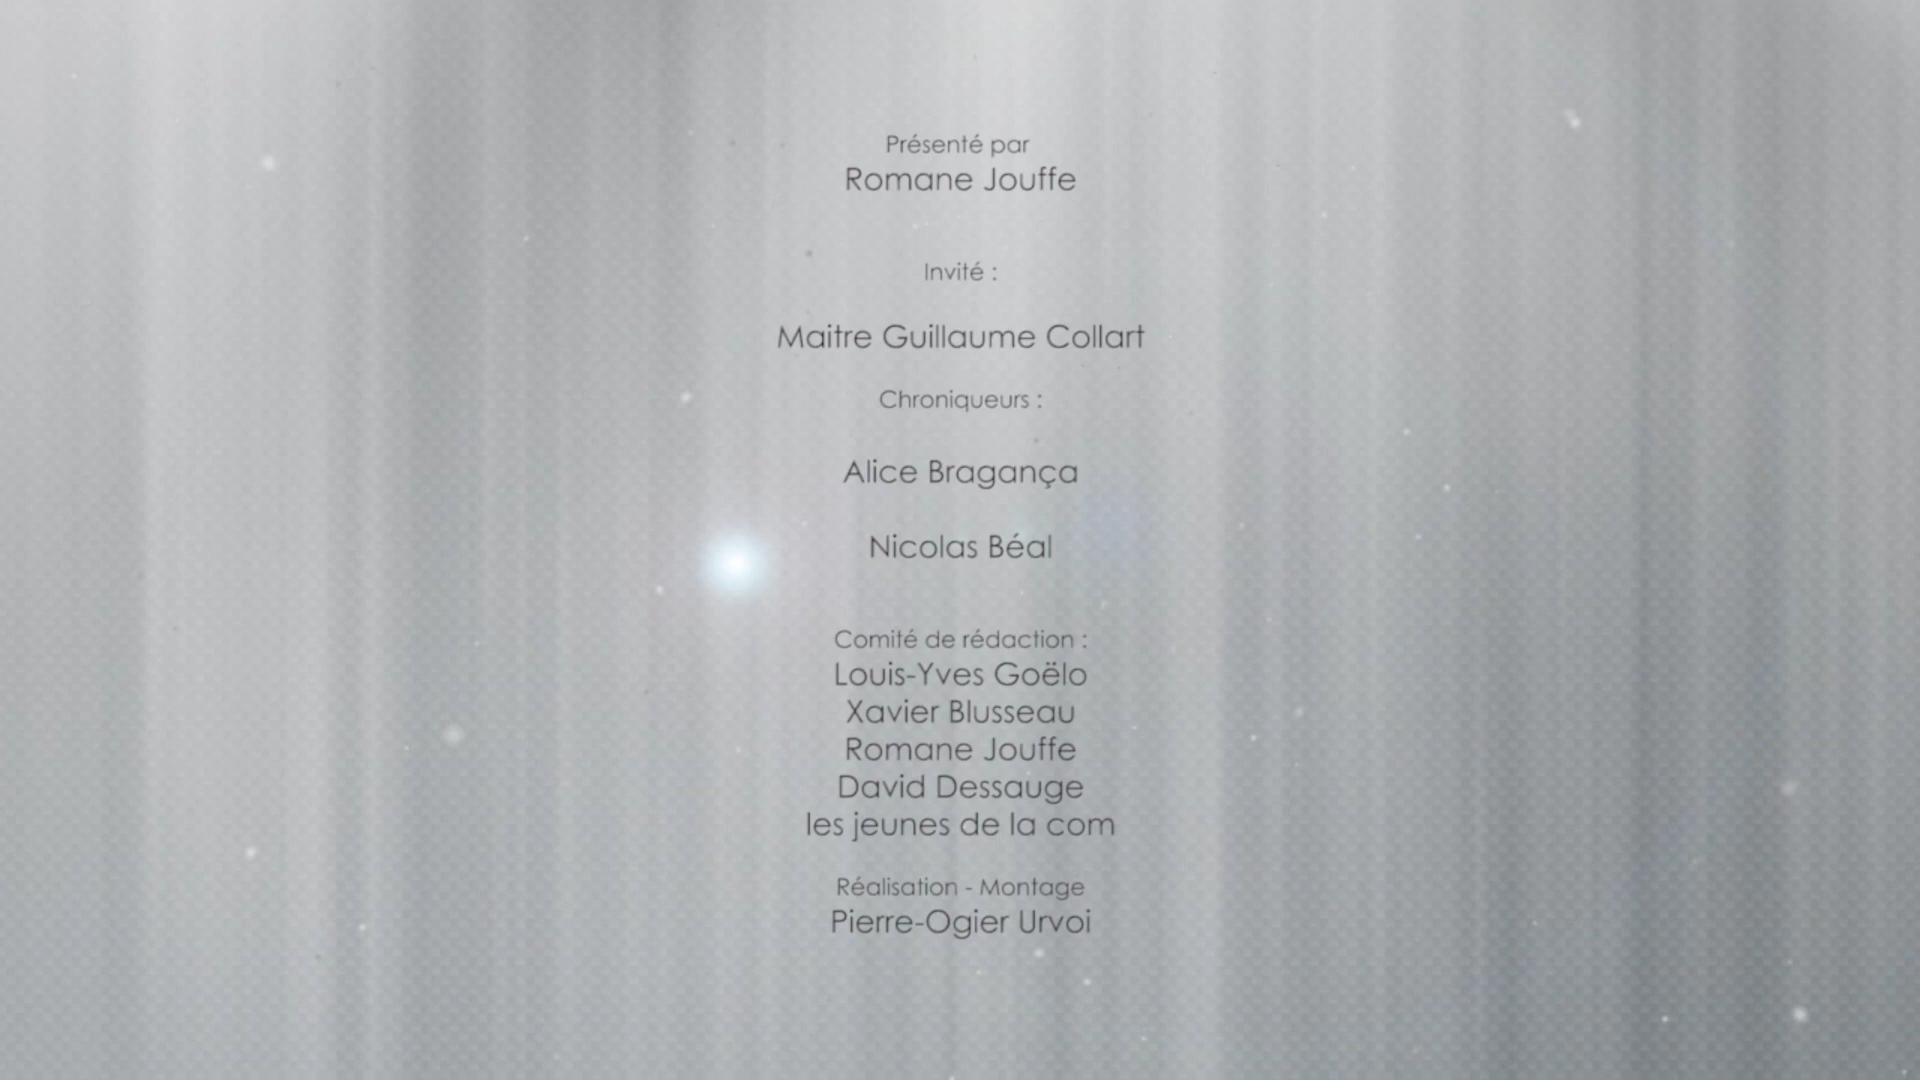 Présenté par
Romane Jouffe
Invité :
Maitre Guillaume Collart
Chroniqueurs :
Alice Bragança
Nicolas Béal
Comité de rédaction :
Louis-Yves Goëlo
Xavier Blusseau
Romane Jouffe
David Dessauge
les jeunes de la com
Réalisation - Montage
Pierre-Ogier Urvoi